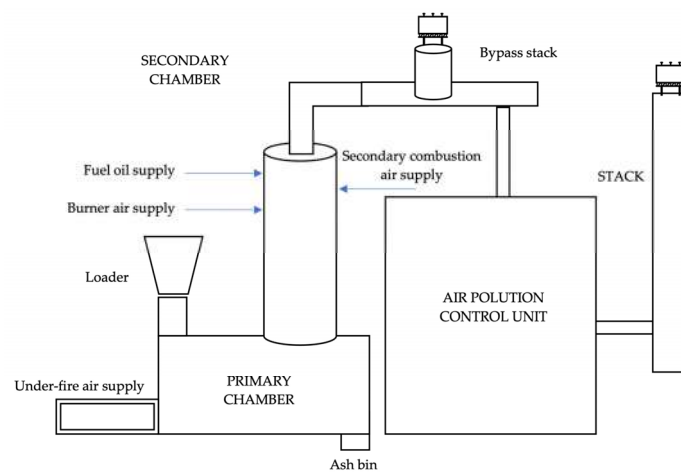 SECONDARY
CHAMBER
Bypass stack
Fuel oil supply
Secondary combustion
air supply
STACK
Burner air supply
Loader
AIR POLUTION
CONTROL UNIT
Under-fire air supply
PRIMARY
CHAMBER
Ash bin